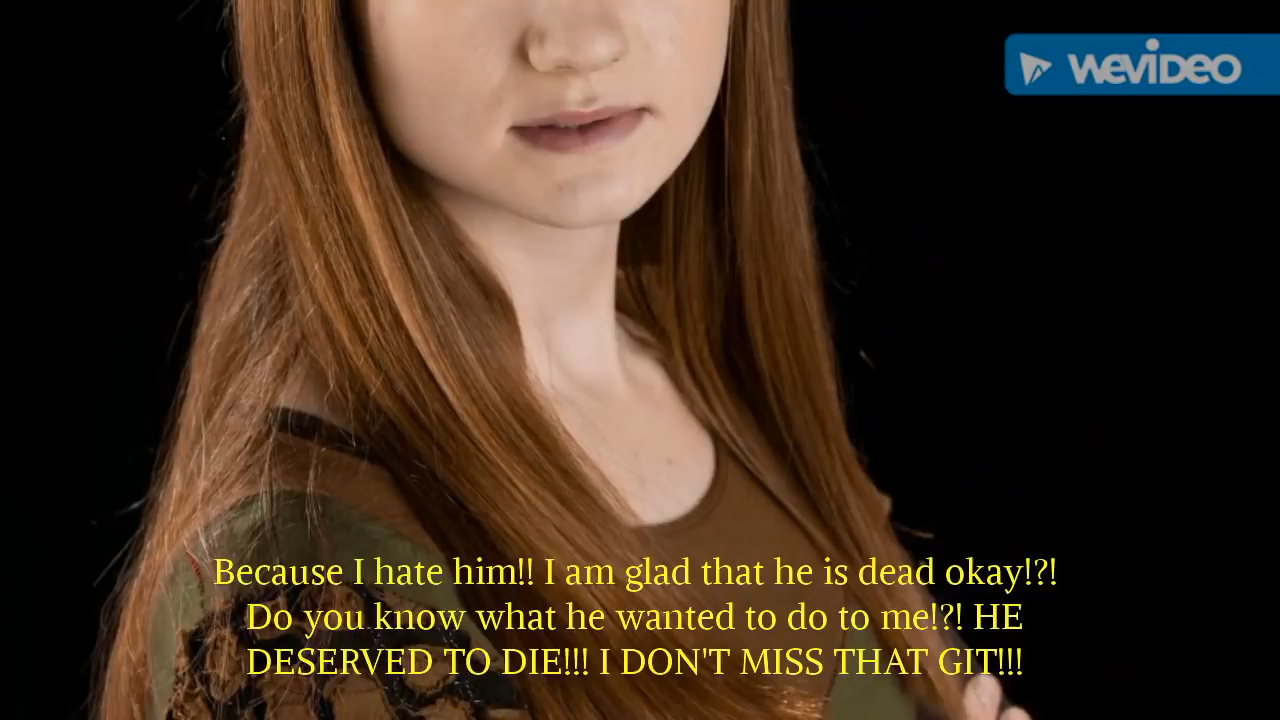 WEVIDEO
Because I hate him!! I am glad that he is dead okay!?!
Do you know what he wanted to do to me!?! HE
DESERVED TO DIE!!! I DON'T MISS THAT GIT!!!